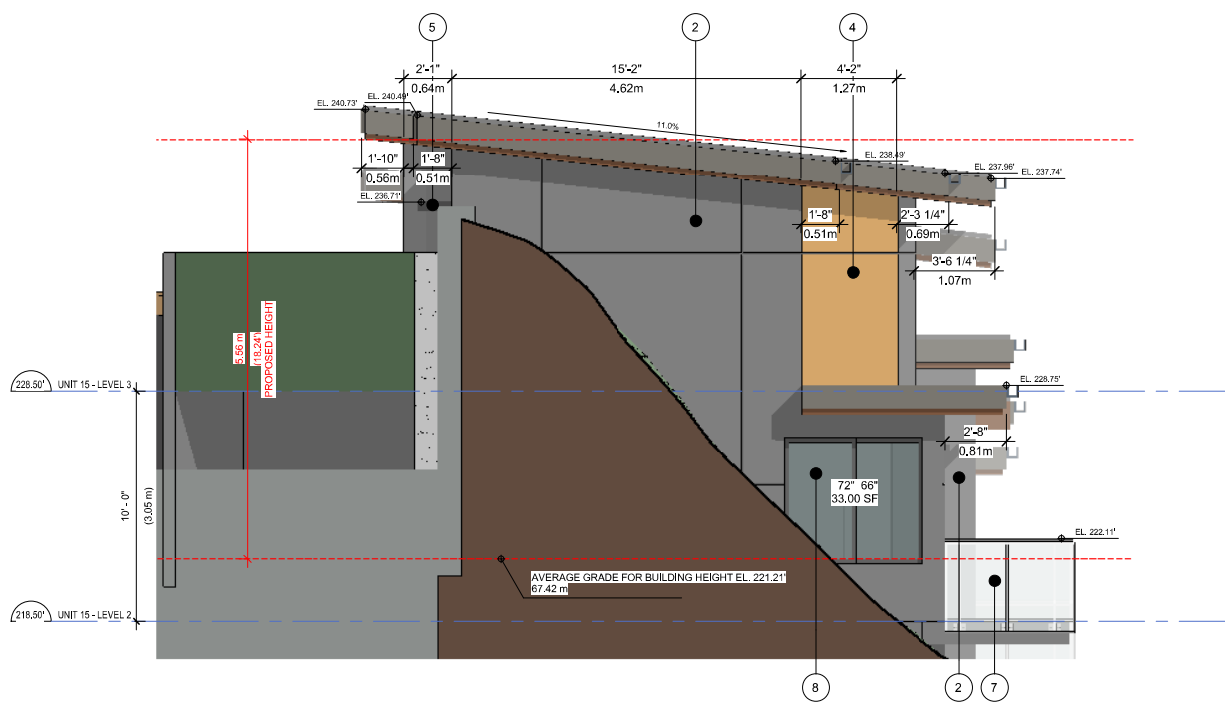 5
2
4
2'-1"
0.64m
15'-2"
4.62m
4'-2"
1.27m
EL. 240.73'
EL. 240.49'
11.0%
EL. 238.49'
EL. 237.96'
EL. 237.74'
1'-10"
0.56m
1'-8"
0.51m
EL. 236.71'
1'-8"
0.51m
2'-3 1/4"
0.69m
3'-6 1/4"
1.07m
5.56 m
(18.24')
PROPOSED HEIGHT
228.50'
UNIT 15 - LEVEL 3
EL. 228.75'
2'-8"
0.81m
72" 66"
33.00 SF
10' - 0"
(3.05 m)
EL. 222.11'
AVERAGE GRADE FOR BUILDING HEIGHT EL. 221.21'
67.42 m
218.50'
UNIT 15 - LEVEL 2
8
2
7